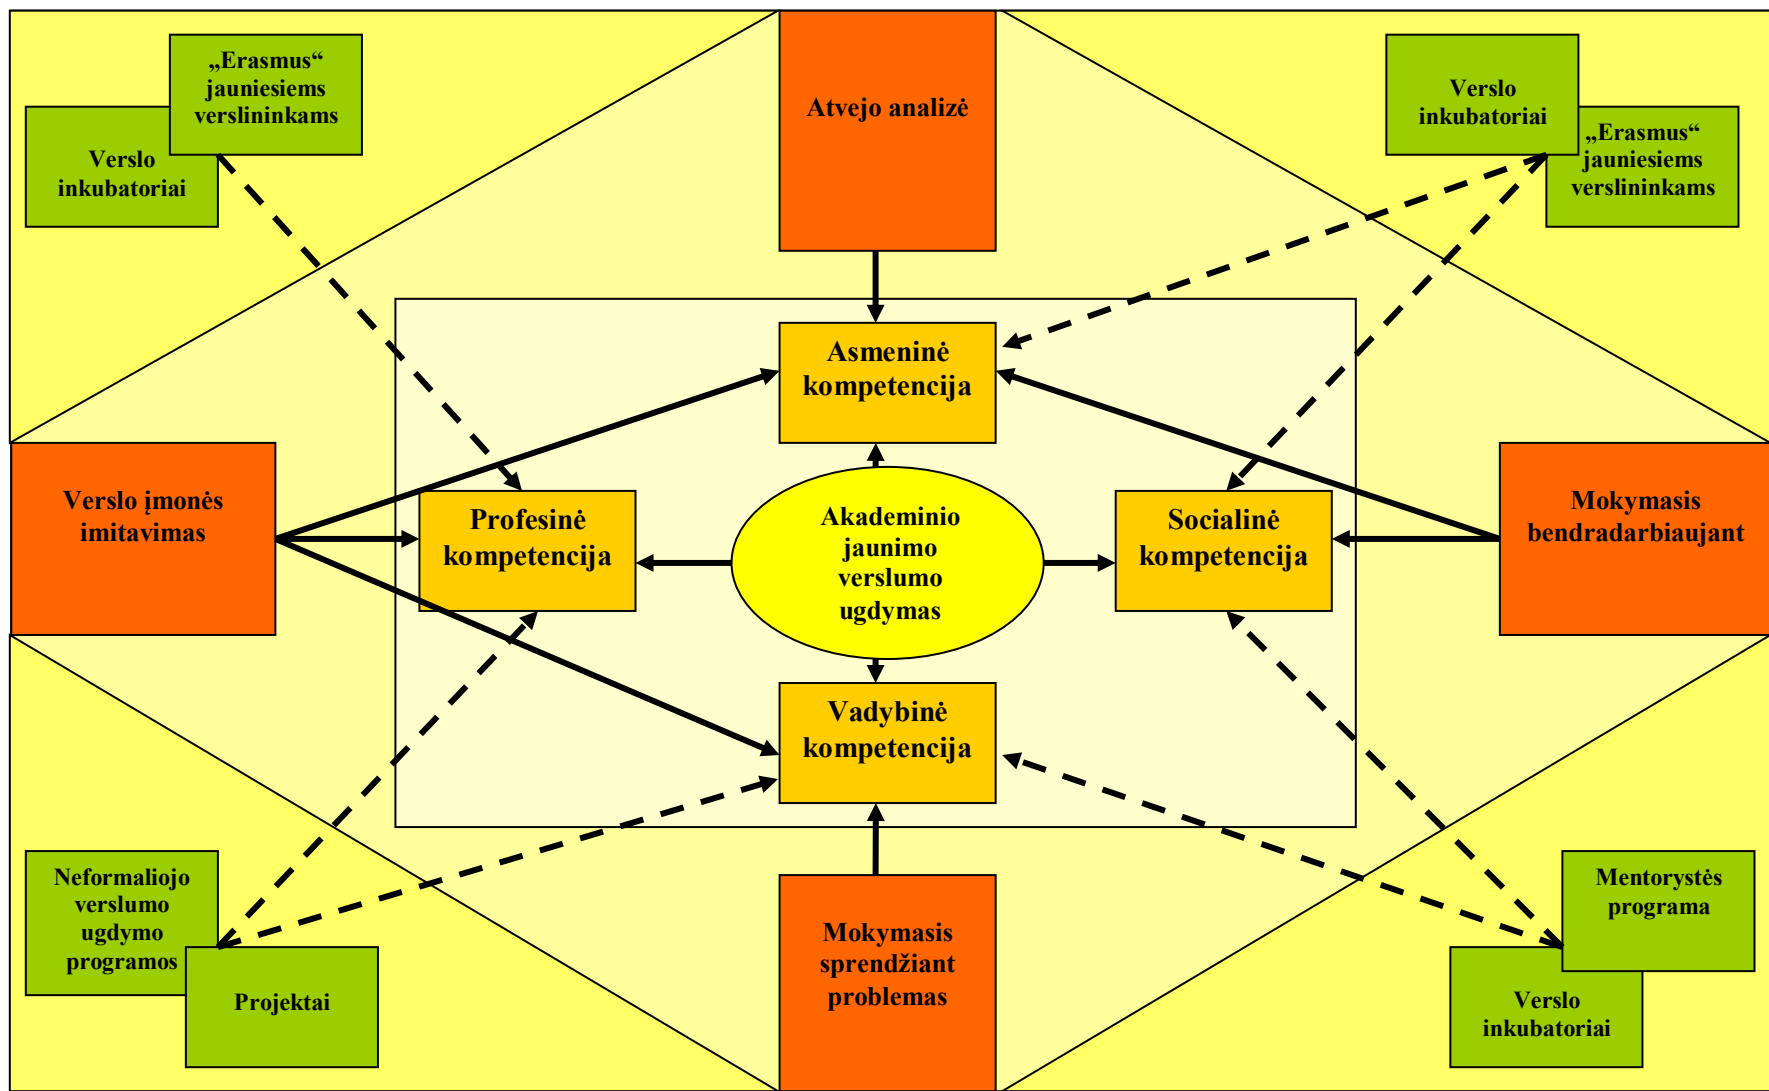 „Erasmus“
jauniesiems
verslininkams
Verslo
inkubatoriai
Atvejo analizė
Verslo
inkubatoriai
„Erasmus“
jauniesiems
verslininkams
Asmeninė
kompetencija
Verslo įmonės
imitavimas
Profesinė
kompetencija
Akademinio
jaunimo
verslumo
ugdymas
Socialinė
kompetencija
Mokymasis
bendradarbiaujant
Vadybinė
kompetencija
Neformaliojo
verslumo
ugdymo
programos
Projektai
Mokymasis
sprendžiant
problemas
Mentorystės
programa
Verslo
inkubatoriai